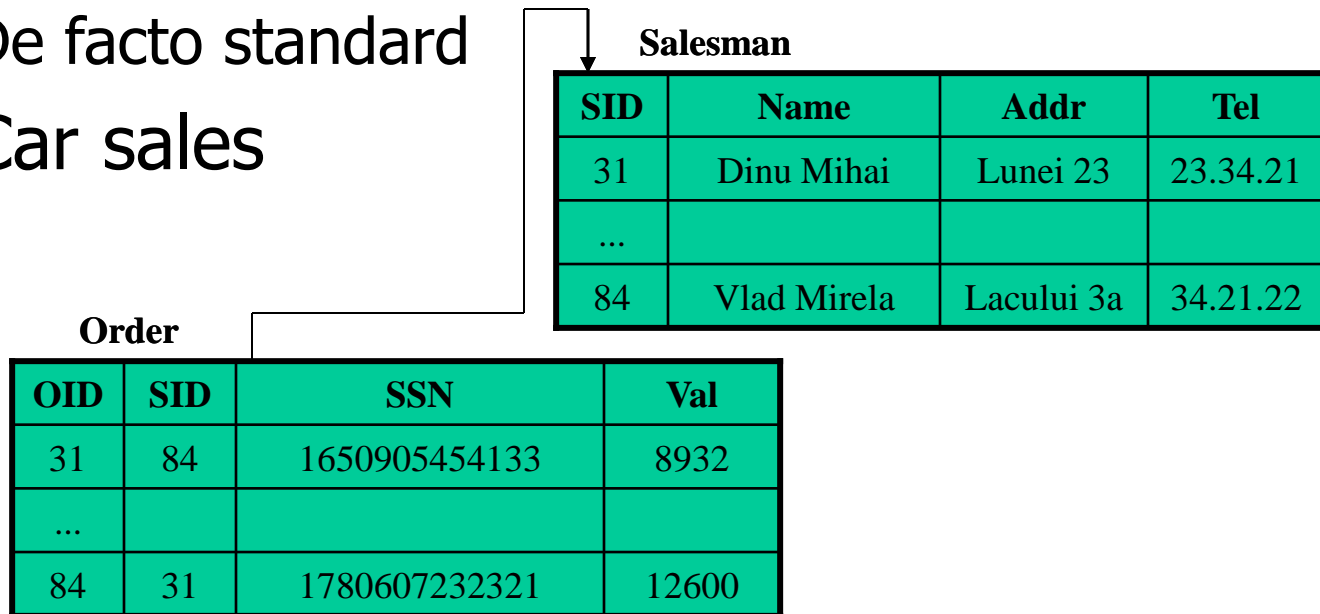 De facto standard
Car sales
Salesman
SID Name Addr Tel
31 Dinu Mihai Lunei 23 23.34.21
...
84 Vlad Mirela Lacului 3a 34.21.22
Order
OID SID SSN Val
31 84 1650905454133 8932
...
84 31 1780607232321 12600